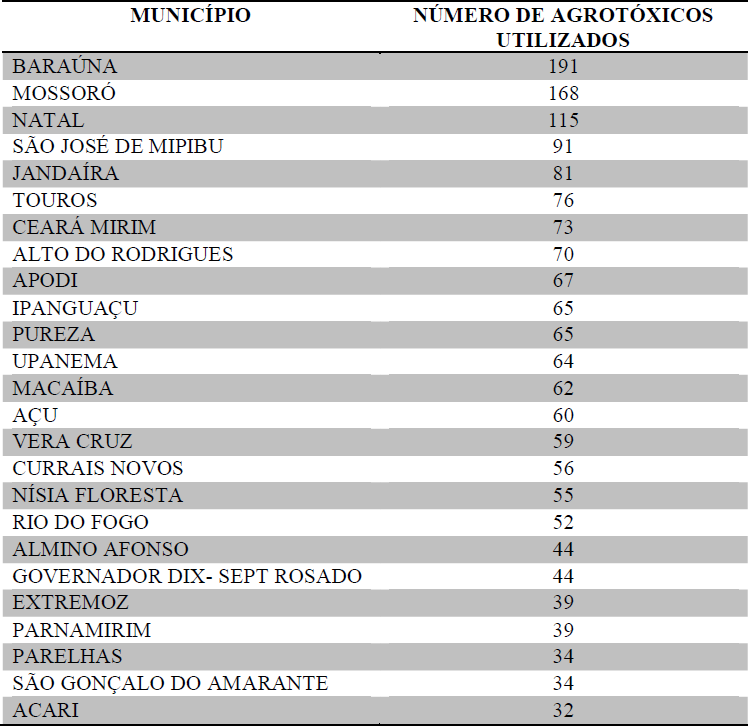 MUNICÍPIO NÚMERO DE AGROTÓXICOS
UTILIZADOS
BARAÚNA 191
MOSSORÓ 168
NATAL 115
SÃO JOSÉ DE MIPIBU 91
JANDAÍRA 81
TOUROS 76
CEARÁ MIRIM 73
ALTO DO RODRIGUES 70
APODI 67
IPANGUAÇU 65
PUREZA 65
UPANEMA 64
MACAÍBA 62
AÇU 60
VERA CRUZ 59
CURRAIS NOVOS 56
NÍSIA FLORESTA 55
RIO DO FOGO 52
ALMINO AFONSO 44
GOVERNADOR DIX- SEPT ROSADO 44
EXTREMOZ 39
PARNAMIRIM 39
PARELHAS 34
SÃO GONÇALO DO AMARANTE 34
ACARI 32